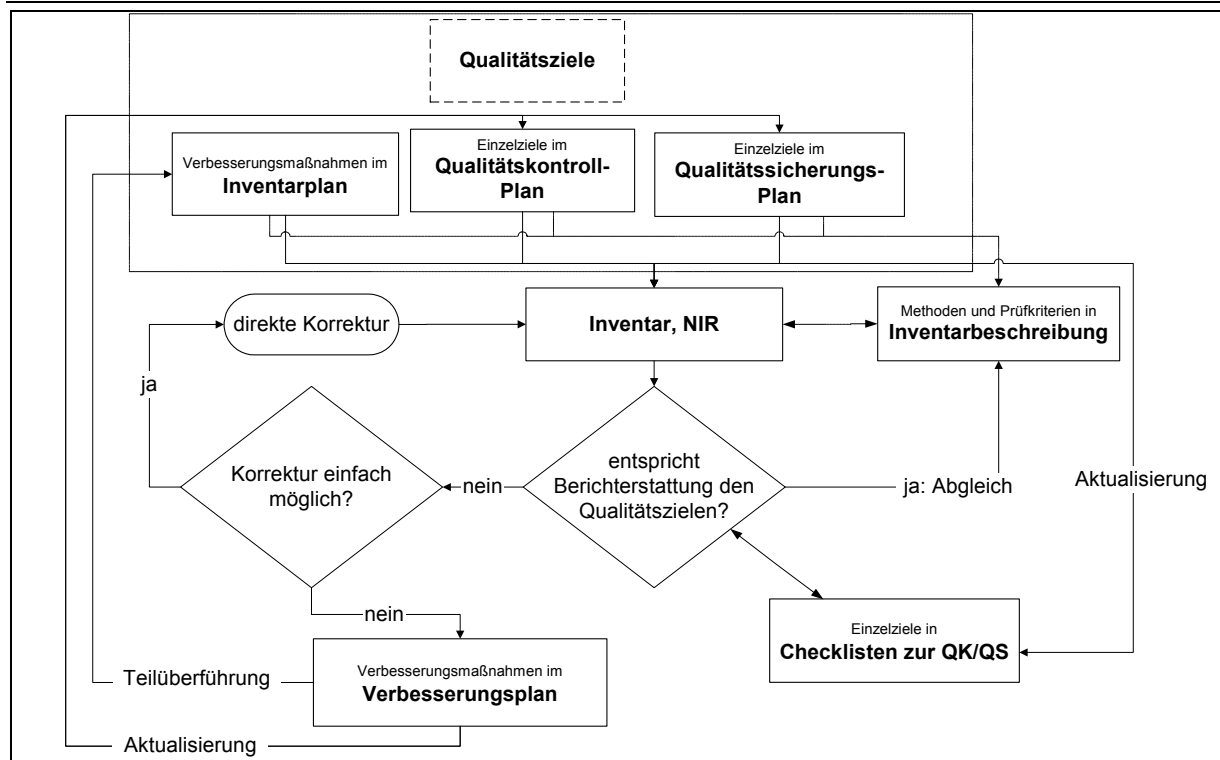 Qualitätsziele
Verbesserungsmaßnahmen im
Inventarplan
Einzelziele im
Qualitätskontroll-
Plan
Einzelziele im
Qualitätssicherungs-
Plan
direkte Korrektur
Inventar, NIR
Methoden und Prüfkriterien in
Inventarbeschreibung
ja
Korrektur einfach
möglich?
nein
entspricht
Berichterstattung den
Qualitätszielen?
ja: Abgleich
Aktualisierung
nein
Einzelziele in
Checklisten zur QK/QS
Teilüberführung
Verbesserungsmaßnahmen im
Verbesserungsplan
Aktualisierung